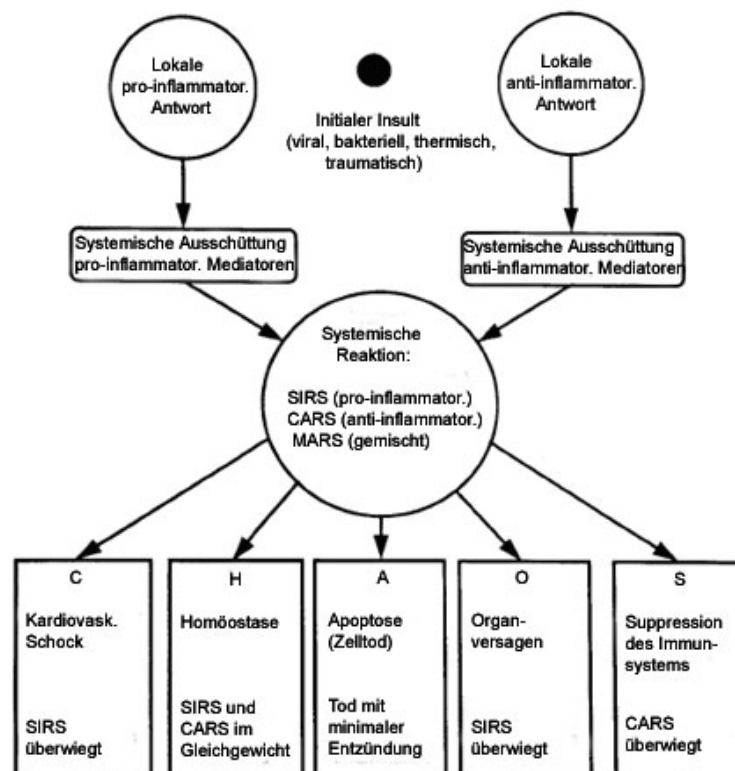 Lokale
pro-inflammator.
Antwort
Initialer Insult
(viral, bakteriell, thermisch,
traumatisch)
Lokale
anti-inflammator.
Antwort
Systemische Ausschüttung
pro-inflammator. Mediatoren
Systemische Ausschüttung
anti-inflammator. Mediatoren
Systemische
Reaktion:
SIRS (pro-inflammator.)
CARS (anti-inflammator.)
MARS (gemischt)
C
Kardiovask.
Schock
SIRS
überwiegt
H
Homöostase
SIRS und
CARS im
Gleichgewicht
A
Apoptose
(Zelltod)
Tod mit
minimaler
Entzündung
O
Organ-
versagen
SIRS
überwiegt
S
Suppression
des Immun-
systems
CARS
überwiegt